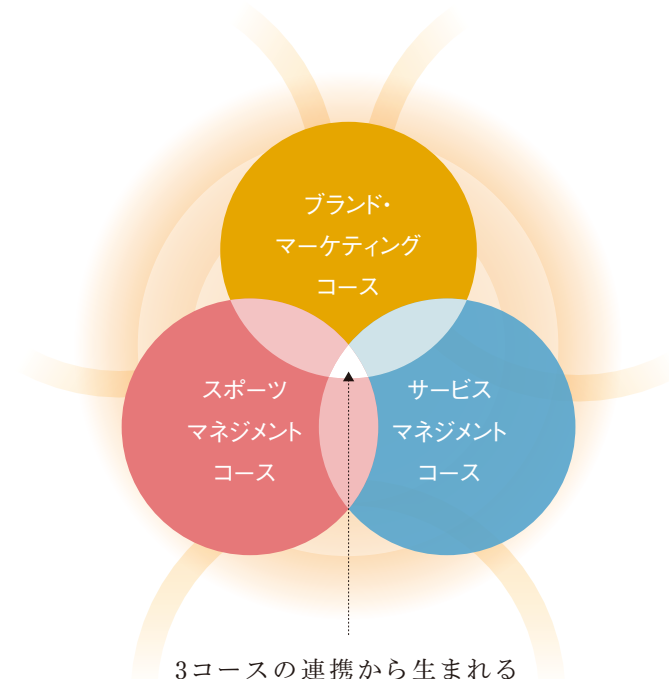 ブランド・
マーケティング
コース
スポーツ
マネジメント
コース
サービス
マネジメント
コース
3コースの連携から生まれる